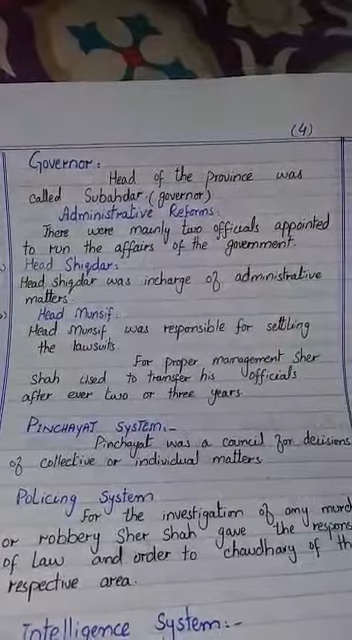 (4)
Governor:
Head of the province was
called Subahdar (governor)
Administrative Reforms:
There were mainly two officials appointed
to run the affairs of the government.
Head Shiqdar:
Head shiqdar was incharge of administrative
matters.
Head Munsif:
Head Munsif was responsible for settling
the lawsuits.
For proper management Sher
Shah used to transfer his officials
after ever two or three years.
PINCHAYAT SYSTEM:-
Pinchayat was a council for decisions
of collective or individual matters
Policing System
For the investigation of any murd
or robbery Sher Shah gave the respons
of Law and order to chaudhary of th
respective area.
Intelligence System:-